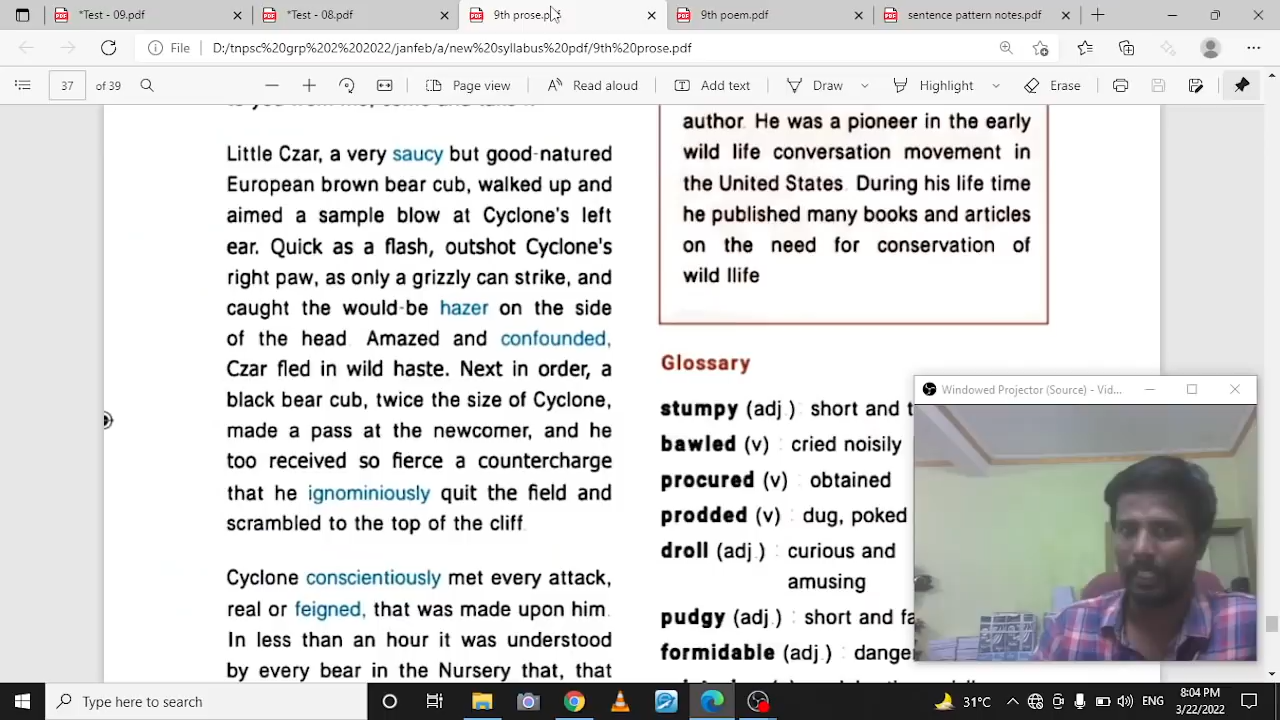 *Test - 09.pdf
*Test - 08.pdf
9th prose.pdf
9th poem.pdf
sentence pattern notes.pdf
File
D:/tnpsc%20grp%202%202022/janfeb/a/new%20syllabus%20pdf/9th%20prose.pdf
37 of 39
Page view
Read aloud
Add text
Draw
Highlight
Erase
Little Czar, a very saucy but good-natured
European brown bear cub, walked up and
aimed a sample blow at Cyclone's left
ear. Quick as a flash, outshot Cyclone's
right paw, as only a grizzly can strike, and
caught the would-be hazer on the side
of the head. Amazed and confounded,
Czar fled in wild haste. Next in order, a
black bear cub, twice the size of Cyclone,
made a pass at the newcomer, and he
too received so fierce a countercharge
that he ignominiously quit the field and
scrambled to the top of the cliff.
Cyclone conscientiously met every attack,
real or feigned, that was made upon him.
In less than an hour it was understood
by every bear in the Nursery that, that
author. He was a pioneer in the early
wild life conversation movement in
the United States. During his life time
he published many books and articles
on the need for conservation of
wild llife
Glossary
stumpy (adj.) : short and t
bawled (v) : cried noisily
procured (v) : obtained
prodded (v) : dug, poked
droll (adj.) : curious and
amusing
pudgy (adj.) : short and fa
formidable (adj.) : dange
Windowed Projector (Source) - Vid...
Type here to search
31°C
ENG
8:04 PM
3/22/2022